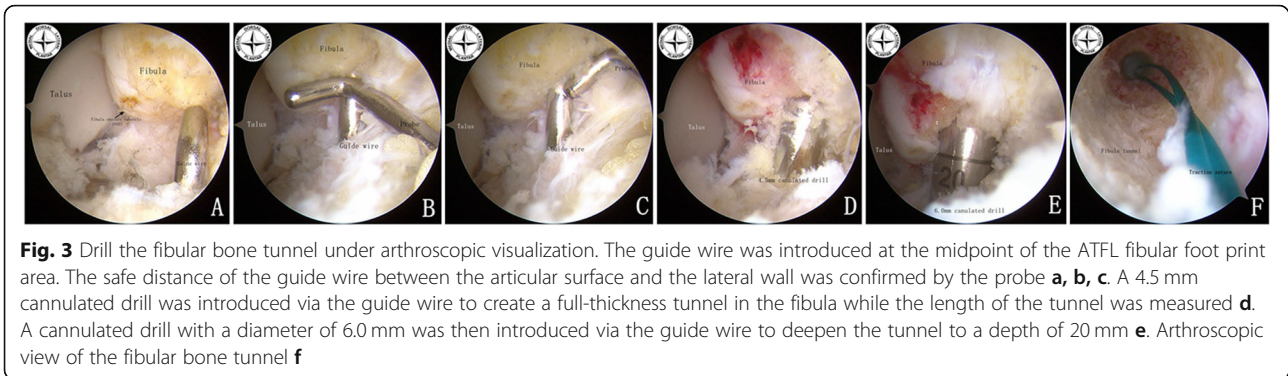 Fibula
Talus
Guide wire
A
Fibula
Talus
Probe
Guide wire
B
Fibula
Probe
Talus
Guide wire
C
Fibula
Talus
4.5mm canulated drill
D
Fibula
Talus
20
6.0mm canulated drill
E
Fibula tunnel
Traction suture
F
Fig. 3 Drill the fibular bone tunnel under arthroscopic visualization. The guide wire was introduced at the midpoint of the ATFL fibular foot print
area. The safe distance of the guide wire between the articular surface and the lateral wall was confirmed by the probe a, b, c. A 4.5 mm
cannulated drill was introduced via the guide wire to create a full-thickness tunnel in the fibula while the length of the tunnel was measured d.
A cannulated drill with a diameter of 6.0 mm was then introduced via the guide wire to deepen the tunnel to a depth of 20 mm e. Arthroscopic
view of the fibular bone tunnel f